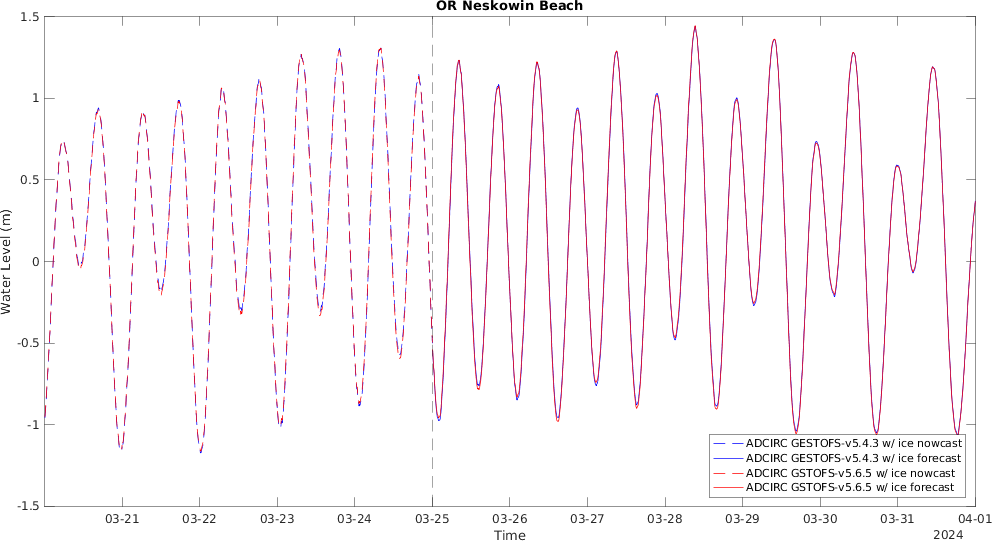 OR Neskowin Beach
1.5
1
0.5
0
-0.5
-1
-1.5
Water Level (m)
ADCIRC GESTOFS-v5.4.3 w/ ice nowcast
ADCIRC GESTOFS-v5.4.3 w/ ice forecast
ADCIRC GSTOFS-v5.6.5 w/ ice nowcast
ADCIRC GSTOFS-v5.6.5 w/ ice forecast
03-21 03-22 03-23 03-24 03-25 03-26 03-27 03-28 03-29 03-30 03-31 04-01
Time
2024